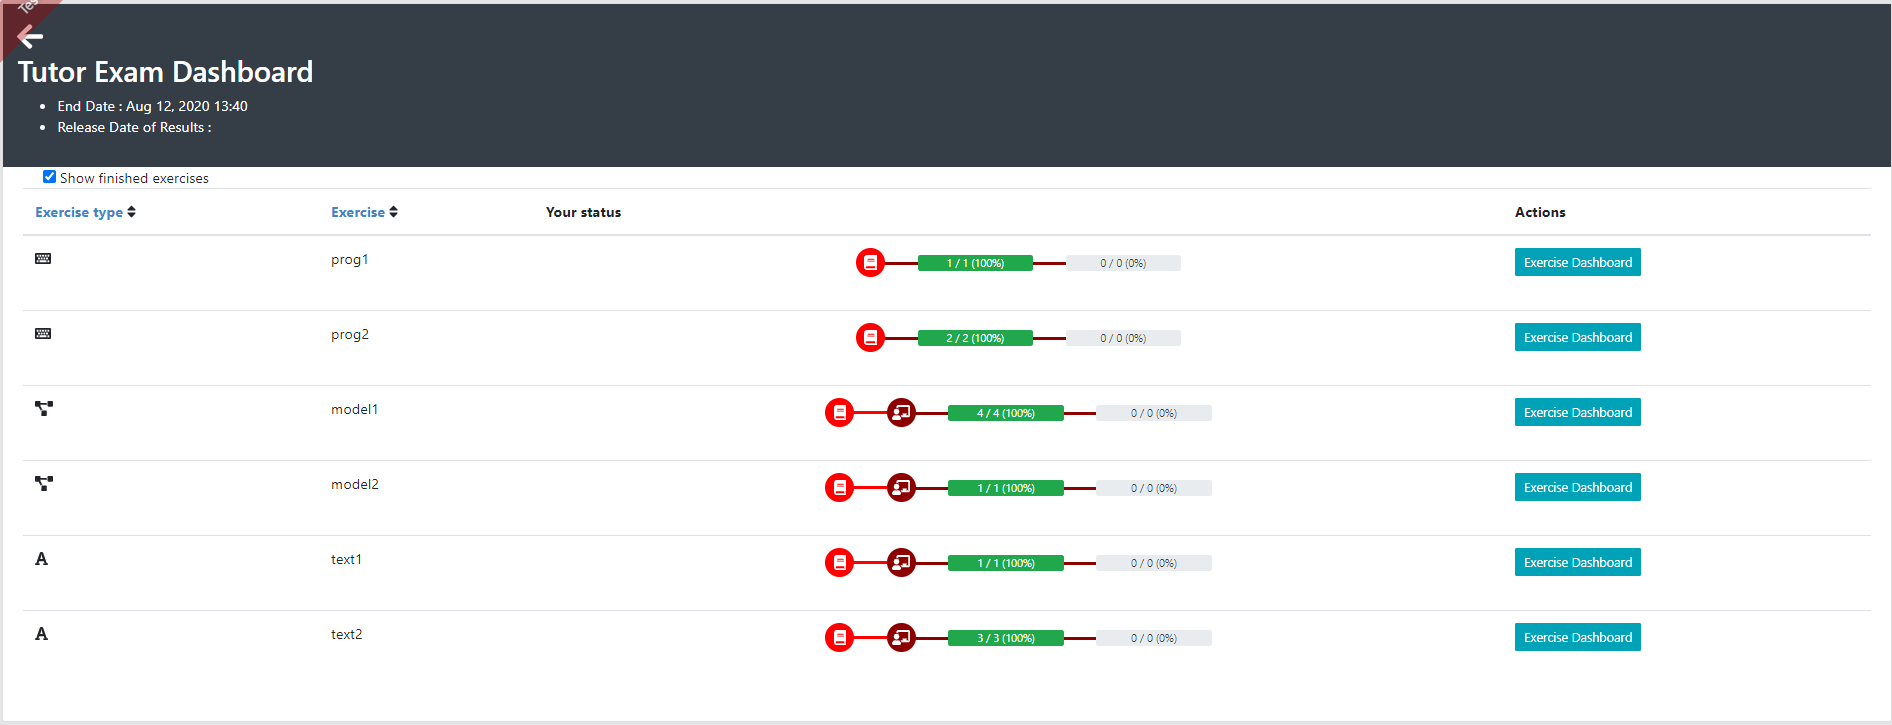 Tutor Exam Dashboard
End Date : Aug 12, 2020 13:40
Release Date of Results :
Show finished exercises
Exercise type Exercise Your status Actions
prog1 1 / 1 (100%) 0 / 0 (0%) Exercise Dashboard
prog2 2 / 2 (100%) 0 / 0 (0%) Exercise Dashboard
model1 4 / 4 (100%) 0 / 0 (0%) Exercise Dashboard
model2 1 / 1 (100%) 0 / 0 (0%) Exercise Dashboard
text1 1 / 1 (100%) 0 / 0 (0%) Exercise Dashboard
text2 3 / 3 (100%) 0 / 0 (0%) Exercise Dashboard